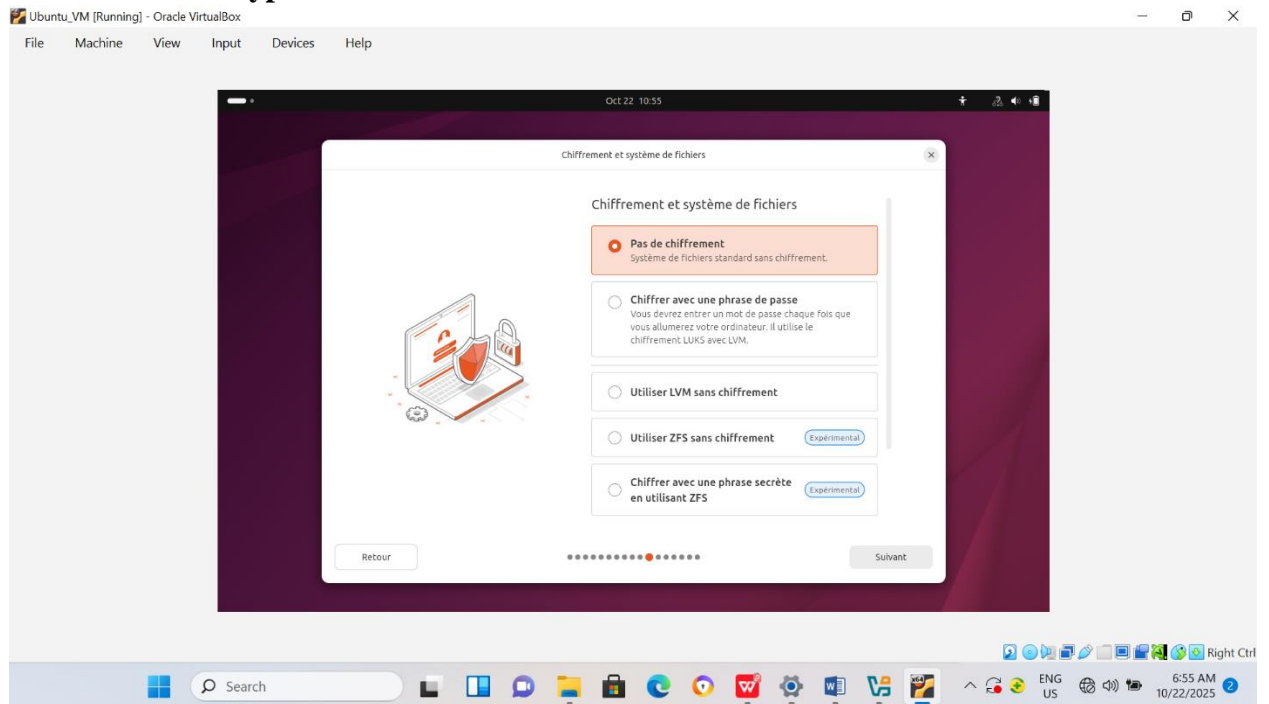 Ubuntu_VM [Running] - Oracle VirtualBox
File Machine View Input Devices Help
Oct 22 10:55
Chiffrement et système de fichiers
Chiffrement et système de fichiers
Pas de chiffrement
Système de fichiers standard sans chiffrement.
Chiffrer avec une phrase de passe
Vous devrez entrer un mot de passe chaque fois que
vous allumerez votre ordinateur. Il utilise le
chiffrement LUKS avec LVM.
Utiliser LVM sans chiffrement
Utiliser ZFS sans chiffrement Expérimental
Chiffrer avec une phrase secrète
en utilisant ZFS Expérimental
Retour Suivant
Right Ctrl
Search
ENG
US
6:55 AM
10/22/2025
2